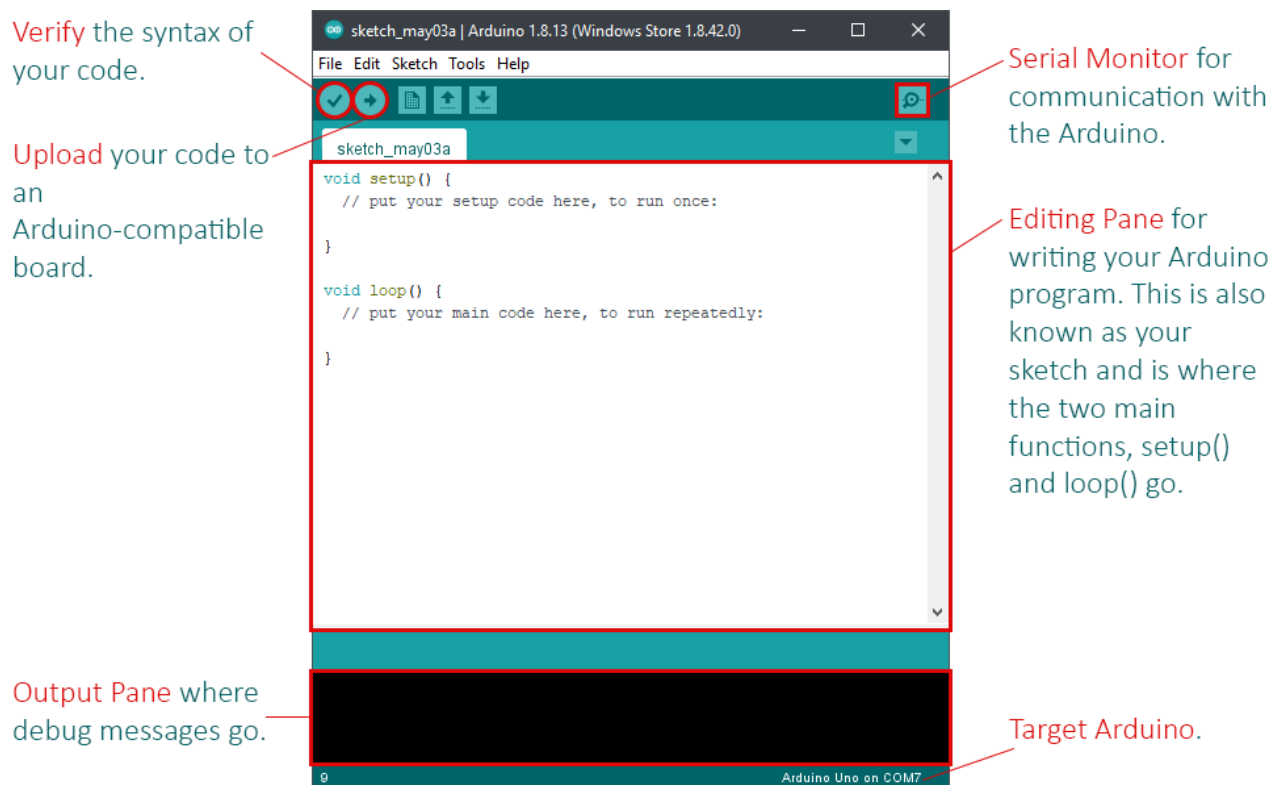 Verify the syntax of
your code.
Upload your code to
an
Arduino-compatible
board.
Output Pane where
debug messages go.
sketch_may03a | Arduino 1.8.13 (Windows Store 1.8.42.0)
File Edit Sketch Tools Help
sketch_may03a
void setup() {
  // put your setup code here, to run once:
}
void loop() {
  // put your main code here, to run repeatedly:
}
9
Arduino Uno on COM7
Serial Monitor for
communication with
the Arduino.
Editing Pane for
writing your Arduino
program. This is also
known as your
sketch and is where
the two main
functions, setup()
and loop() go.
Target Arduino.